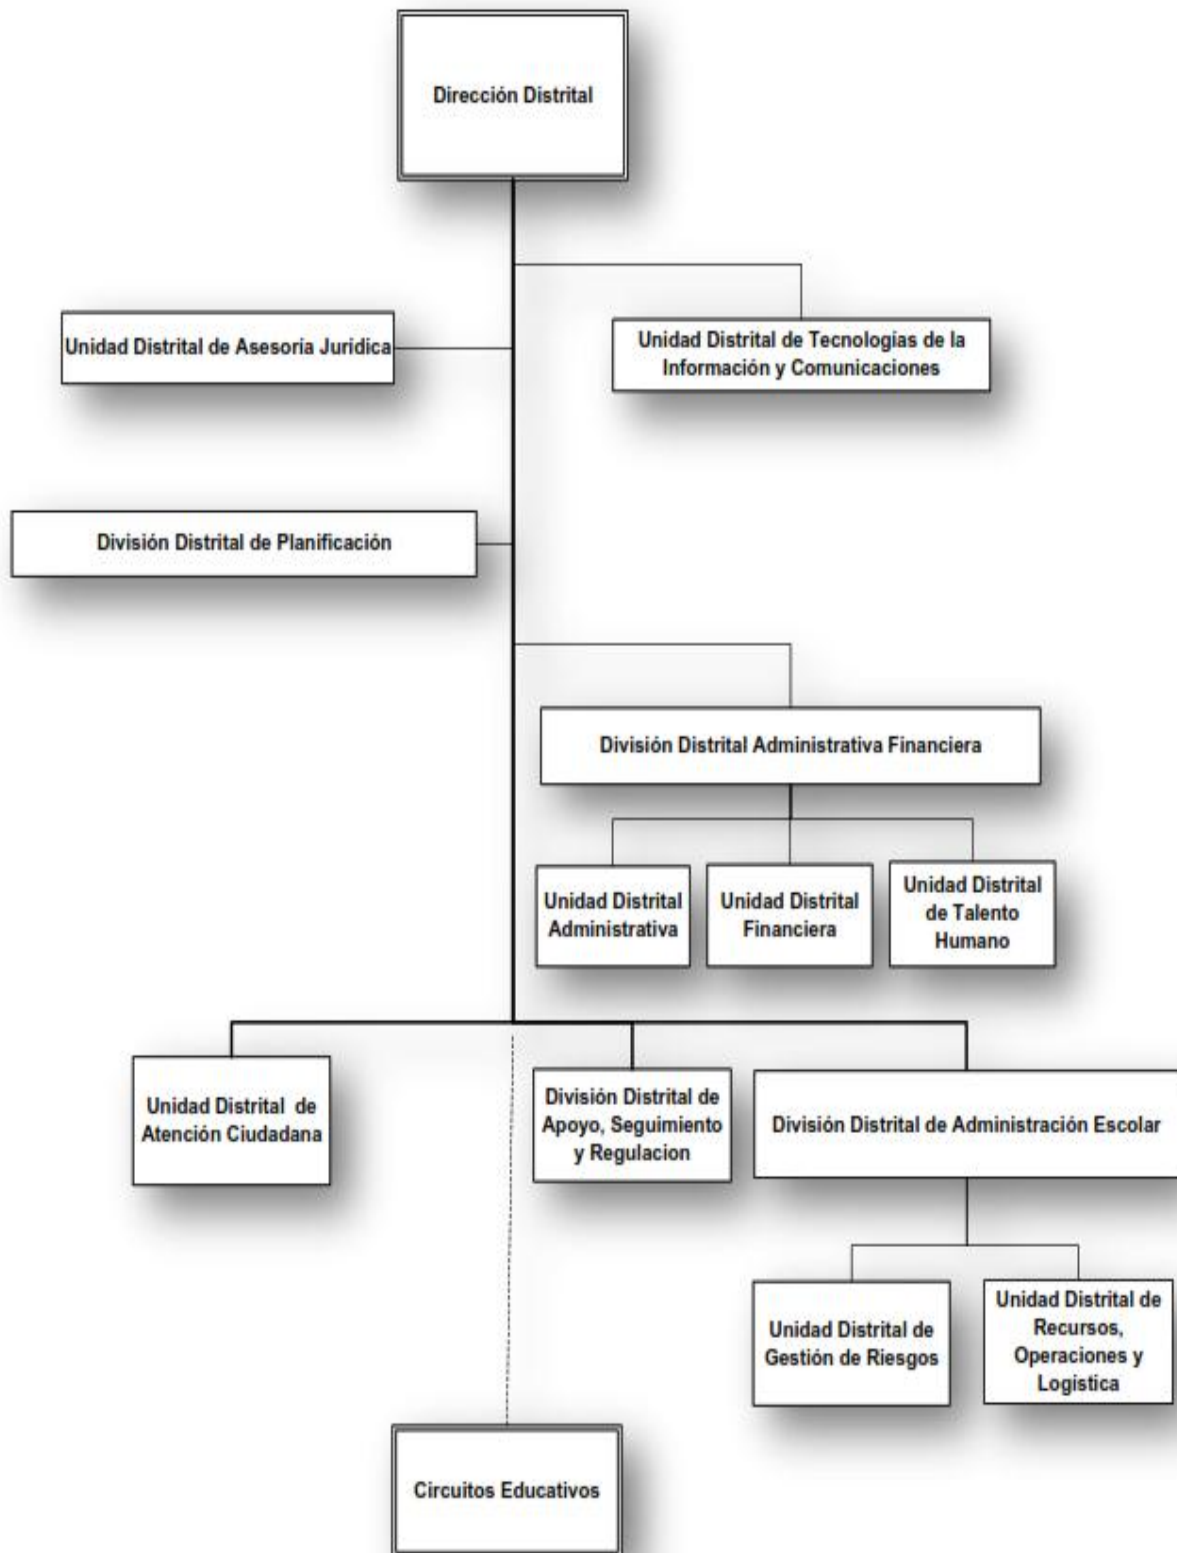 Dirección Distrital
Unidad Distrital de Asesoría Jurídica
Unidad Distrital de Tecnologías de la
Información y Comunicaciones
División Distrital de Planificación
División Distrital Administrativa Financiera
Unidad Distrital
Administrativa
Unidad Distrital
Financiera
Unidad Distrital
de Talento
Humano
Unidad Distrital de
Atención Ciudadana
División Distrital de
Apoyo, Seguimiento
y Regulacion
División Distrital de Administración Escolar
Unidad Distrital de
Gestión de Riesgos
Unidad Distrital de
Recursos,
Operaciones y
Logística
Circuitos Educativos